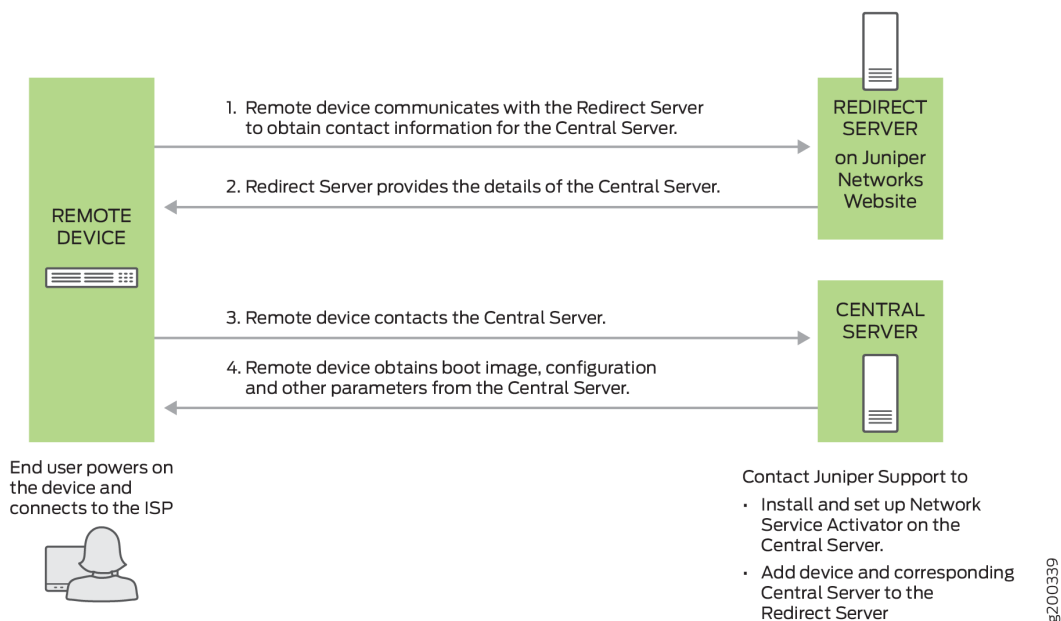 1. Remote device communicates with the Redirect Server
to obtain contact information for the Central Server.
2. Redirect Server provides the details of the Central Server.
REMOTE
DEVICE
REDIRECT
SERVER
on Juniper
Networks
Website
3. Remote device contacts the Central Server.
4. Remote device obtains boot image, configuration
and other parameters from the Central Server.
CENTRAL
SERVER
End user powers on
the device and
connects to the ISP
Contact Juniper Support to
· Install and set up Network
Service Activator on the
Central Server.
· Add device and corresponding
Central Server to the
Redirect Server
g200339